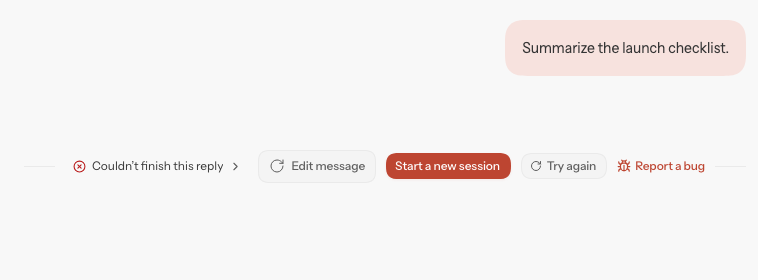 Summarize the launch checklist.
Couldn't finish this reply
Edit message
Start a new session
Try again
Report a bug